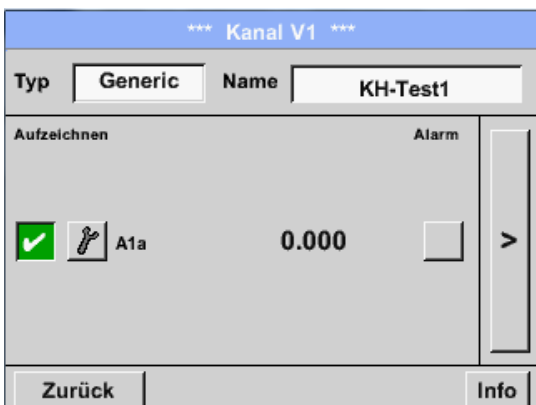 *** Kanal V1 ***
Typ Generic Name KH-Test1
Aufzeichnen Alarm
A1a 0.000 >
Zurück Info